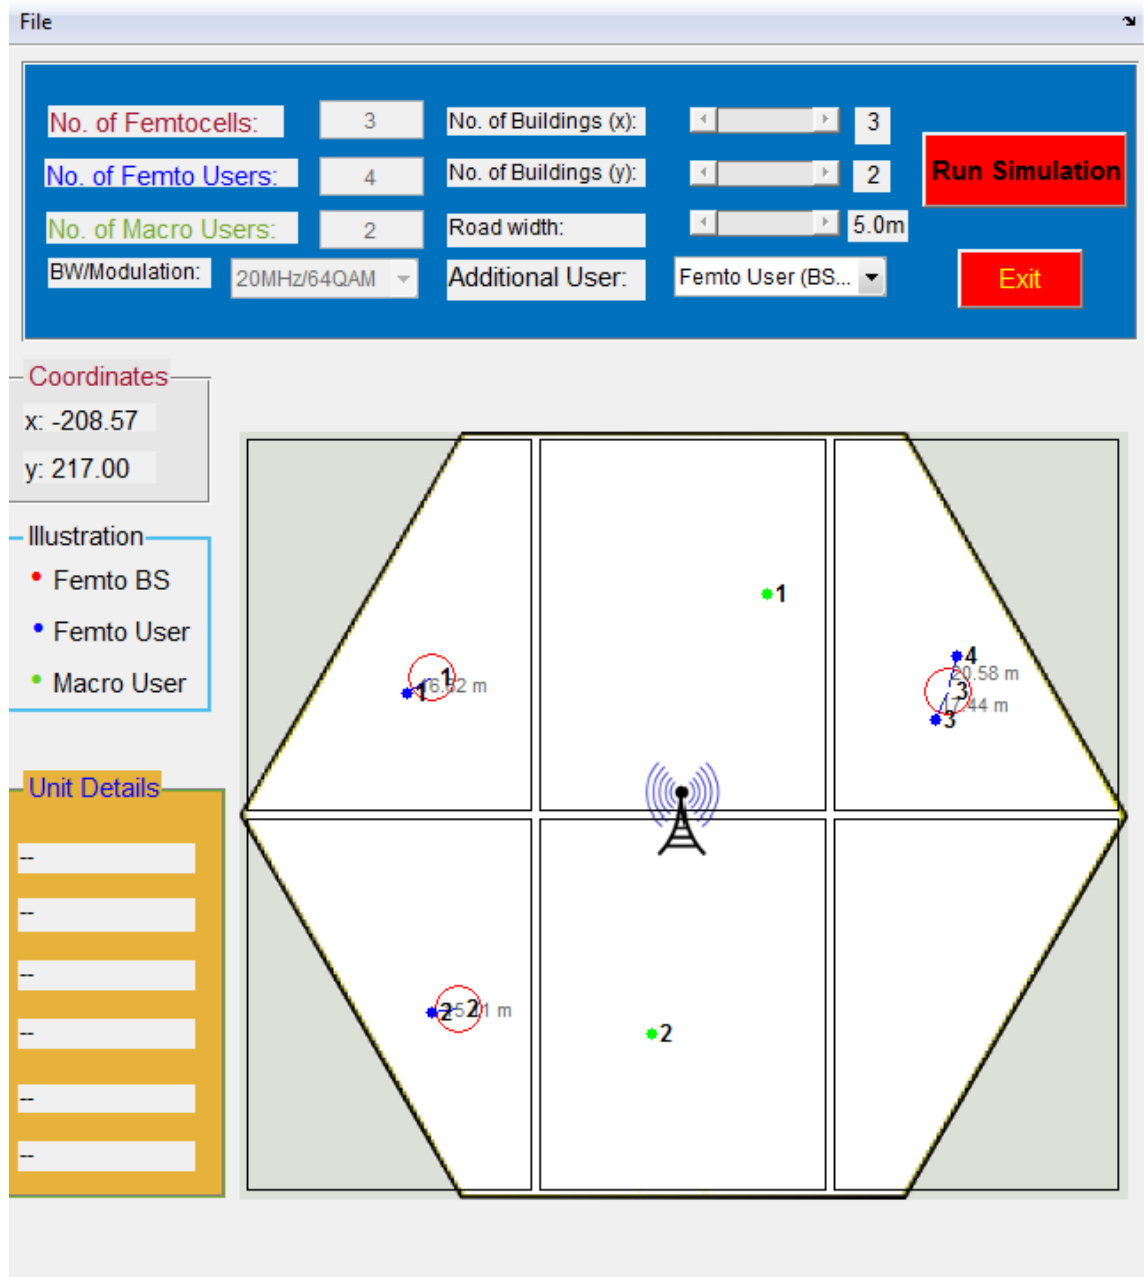 File
No. of Femtocells: 3 No. of Buildings (x): 3
No. of Femto Users: 4 No. of Buildings (y): 2
Run Simulation
No. of Macro Users: 2 Road width: 5.0m
BW/Modulation: 20MHz/64QAM Additional User: Femto User (BS...
Exit
Coordinates
x: -208.57
y: 217.00
Illustration
Femto BS
Femto User
Macro User
Unit Details
--
--
--
--
--
--
1
4
20.58 m
1
1
3
3
2
2
2